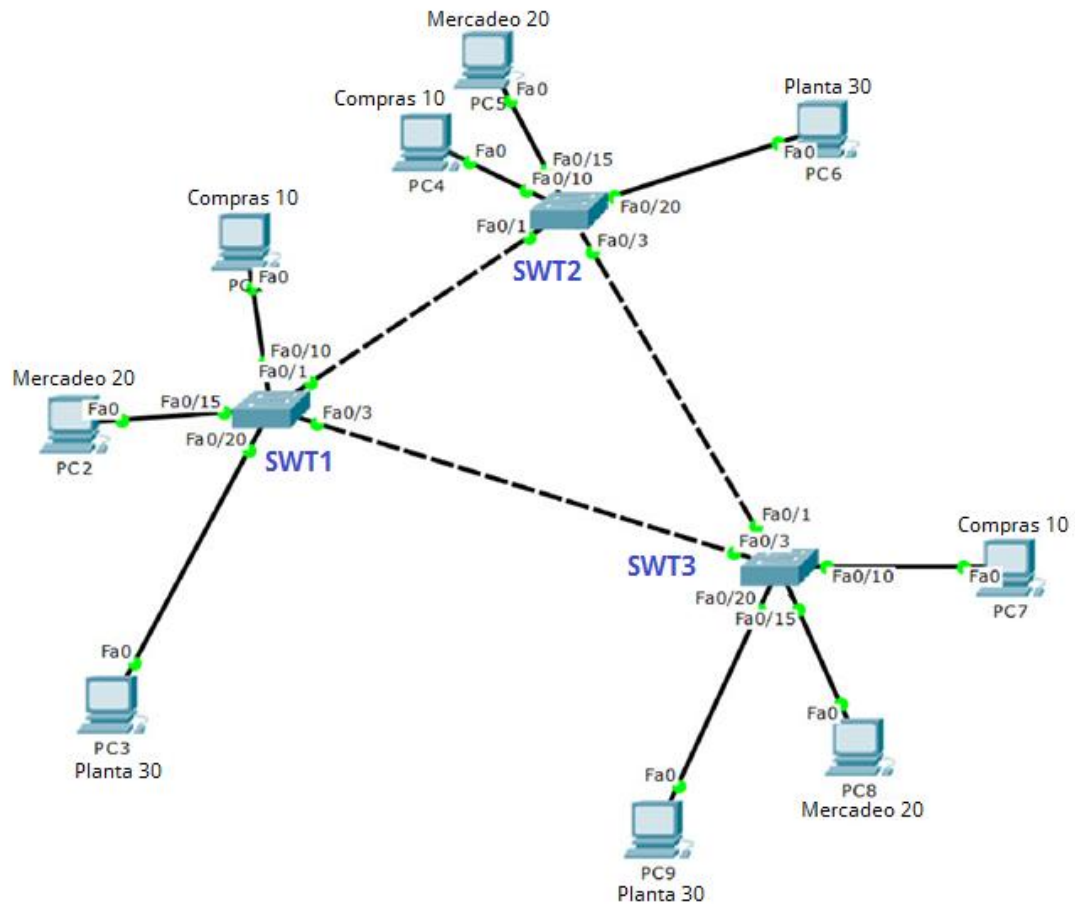 Mercadeo 20
Fa0
PC5
Compras 10
Fa0
PC4
Planta 30
Fa0
PC6
Fa0/15
Fa0/10
Fa0/20
Fa0/1
Fa0/3
SWT2
Compras 10
Fa0
Fa0/10
Fa0/1
Mercadeo 20
Fa0
PC2
Fa0/15
Fa0/20
Fa0/3
SWT1
Fa0
PC3
Planta 30
Fa0/1
Fa0/3
SWT3
Fa0/20
Fa0/15
Fa0/10
Compras 10
Fa0
PC7
Fa0
PC8
Mercadeo 20
Fa0
PC9
Planta 30